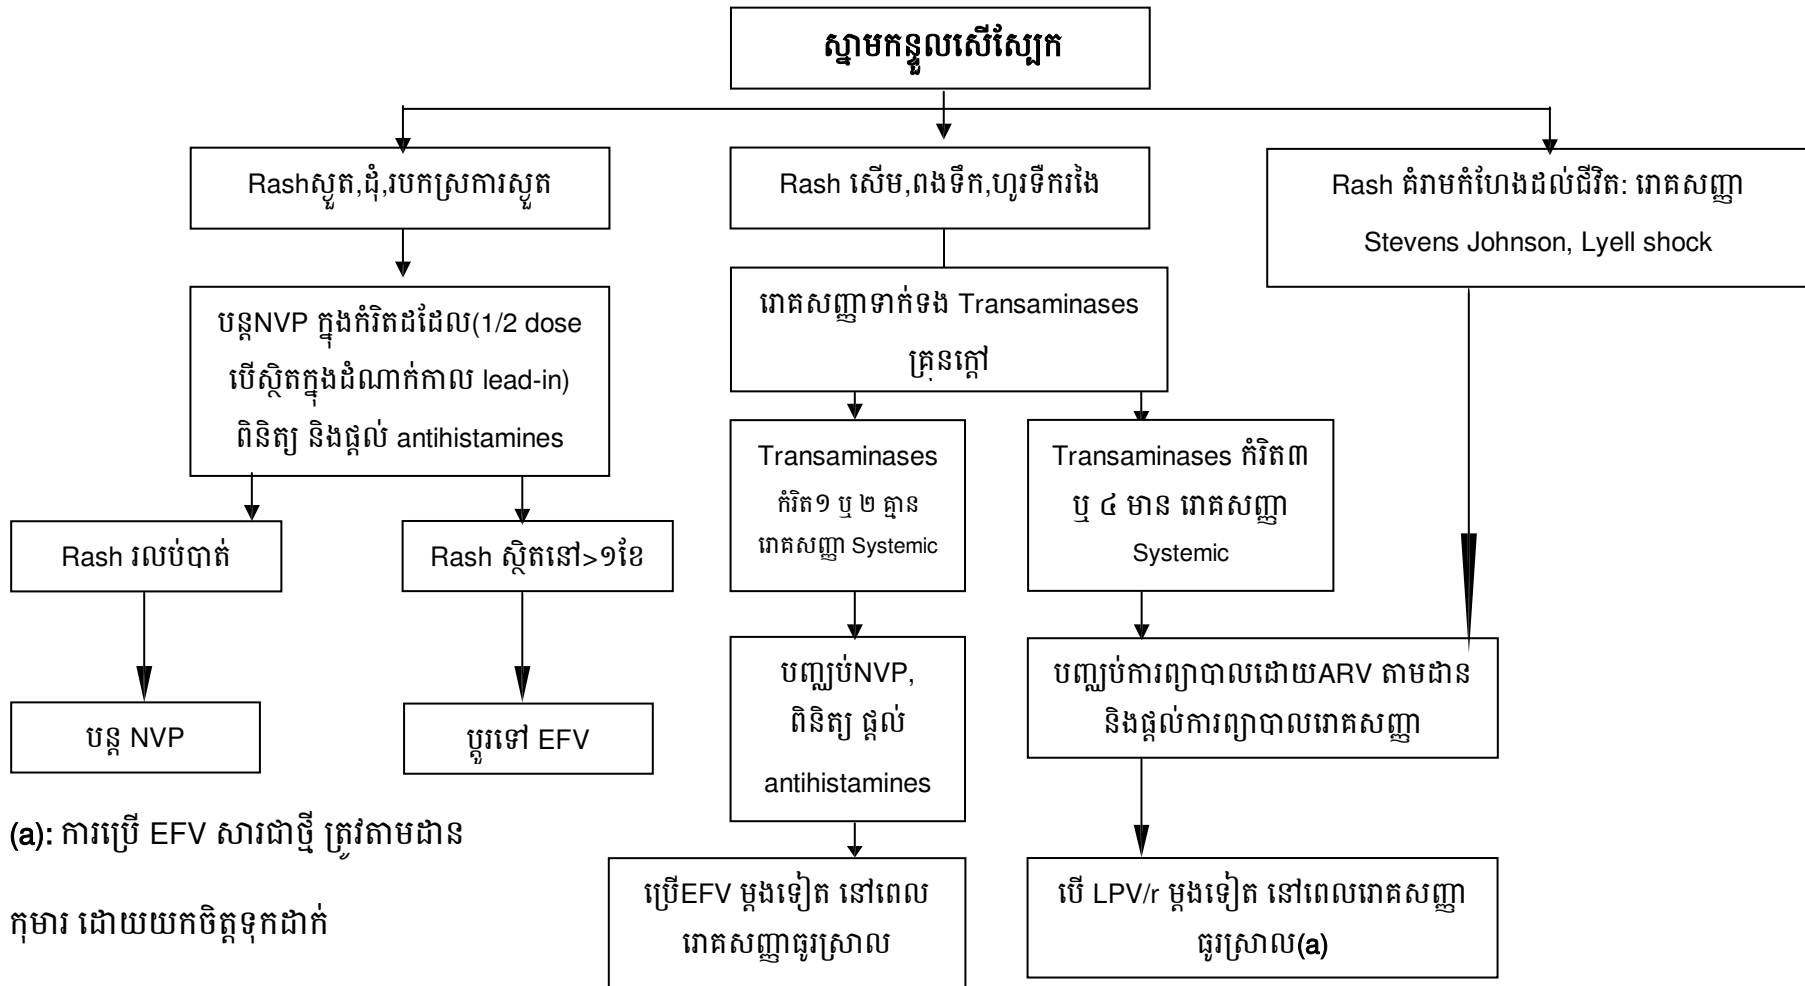 ស្នាមកន្ទួលសើស្បែក
Rashស្ងួត,ដុំ,របកស្រការស្ងួត
Rash សើម,ពងទឹក,ហូរទឺករងៃ
Rash គំរាមកំហែងដល់ជីវិត: រោគសញ្ញា
Stevens Johnson, Lyell shock
បន្តNVP ក្នុងកំរិតដដែល(1/2 dose
បើស្ថិតក្នុងដំណាក់កាល lead-in)
ពិនិត្យ និងផ្តល់ antihistamines
រោគសញ្ញាទាក់ទង Transaminases
គ្រុនក្តៅ
Rash រលប់បាត់
Rash ស្ថិតនៅ>១ខែ
Transaminases
កំរិត១ ឬ ២ គ្មាន
រោគសញ្ញា Systemic
Transaminases កំរិត៣
ឬ ៤ មាន រោគសញ្ញា
Systemic
បន្ត NVP
ប្តូរទៅ EFV
បញ្ឈប់NVP,
ពិនិត្យ ផ្តល់
antihistamines
បញ្ឈប់ការព្យាបាលដោយARV តាមដាន
និងផ្តល់ការព្យាបាលរោគសញ្ញា
ប្រើEFV ម្តងទៀត នៅពេល
រោគសញ្ញាធូរស្រាល
បើ LPV/r ម្តងទៀត នៅពេលរោគសញ្ញា
ធូរស្រាល(a)
(a): ការប្រើ EFV សារជាថ្មី ត្រូវតាមដាន
កុមារ ដោយយកចិត្តទុកដាក់